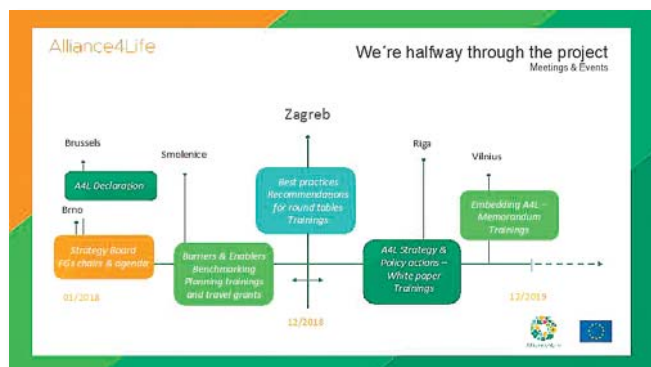 Alliance4Life
We´re halfway through the project
Meetings & Events
Zagreb
Brussels
Smolenice
Riga
Vilnius
A4L Declaration
Brno
Best practices
Recommendations
for round tables
Trainings
Embedding A4L –
Memorandum
Trainings
Strategy Board
FGs chairs & agenda
Barriers & Enablers
Benchmarking
Planning trainings
and travel grants
A4L Strategy &
Policy actions –
White paper
Trainings
01/2018
12/2018
12/2019
Alliance4Life